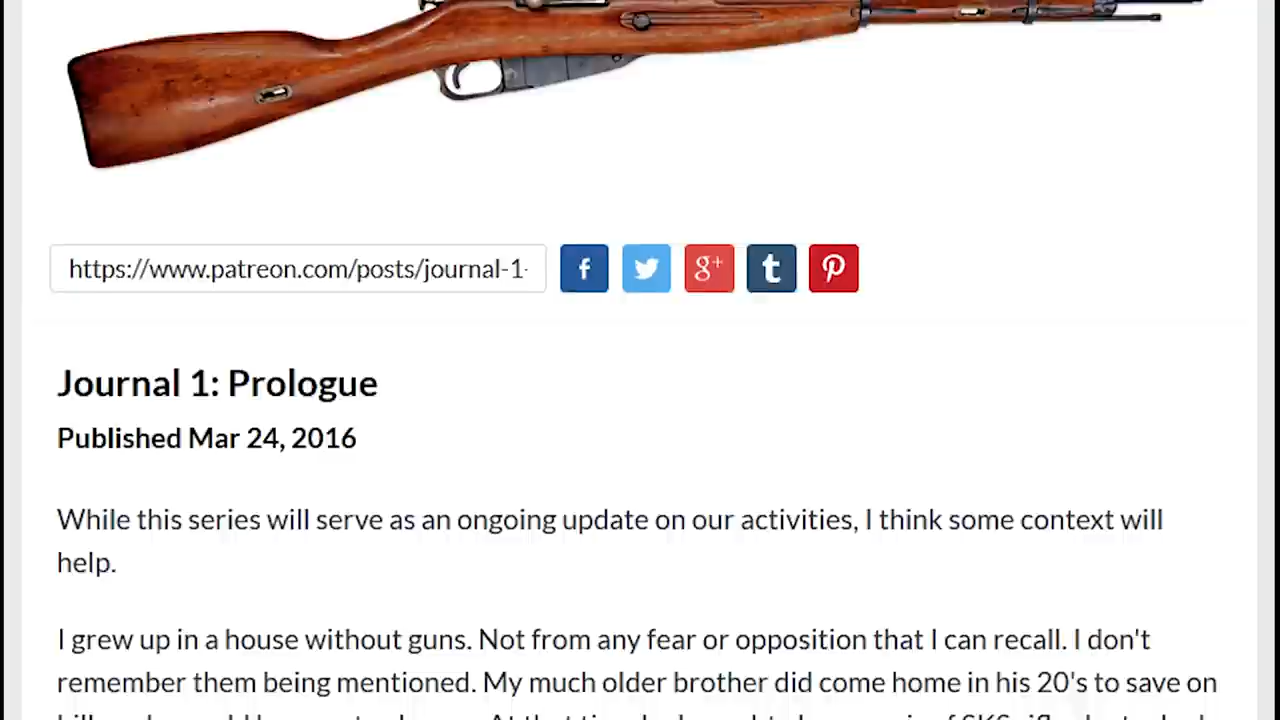 https://www.patreon.com/posts/journal-1-
f
g+
t
Journal 1: Prologue
Published Mar 24, 2016
While this series will serve as an ongoing update on our activities, I think some context will
help.
I grew up in a house without guns. Not from any fear or opposition that I can recall. I don't
remember them being mentioned. My much older brother did come home in his 20's to save on